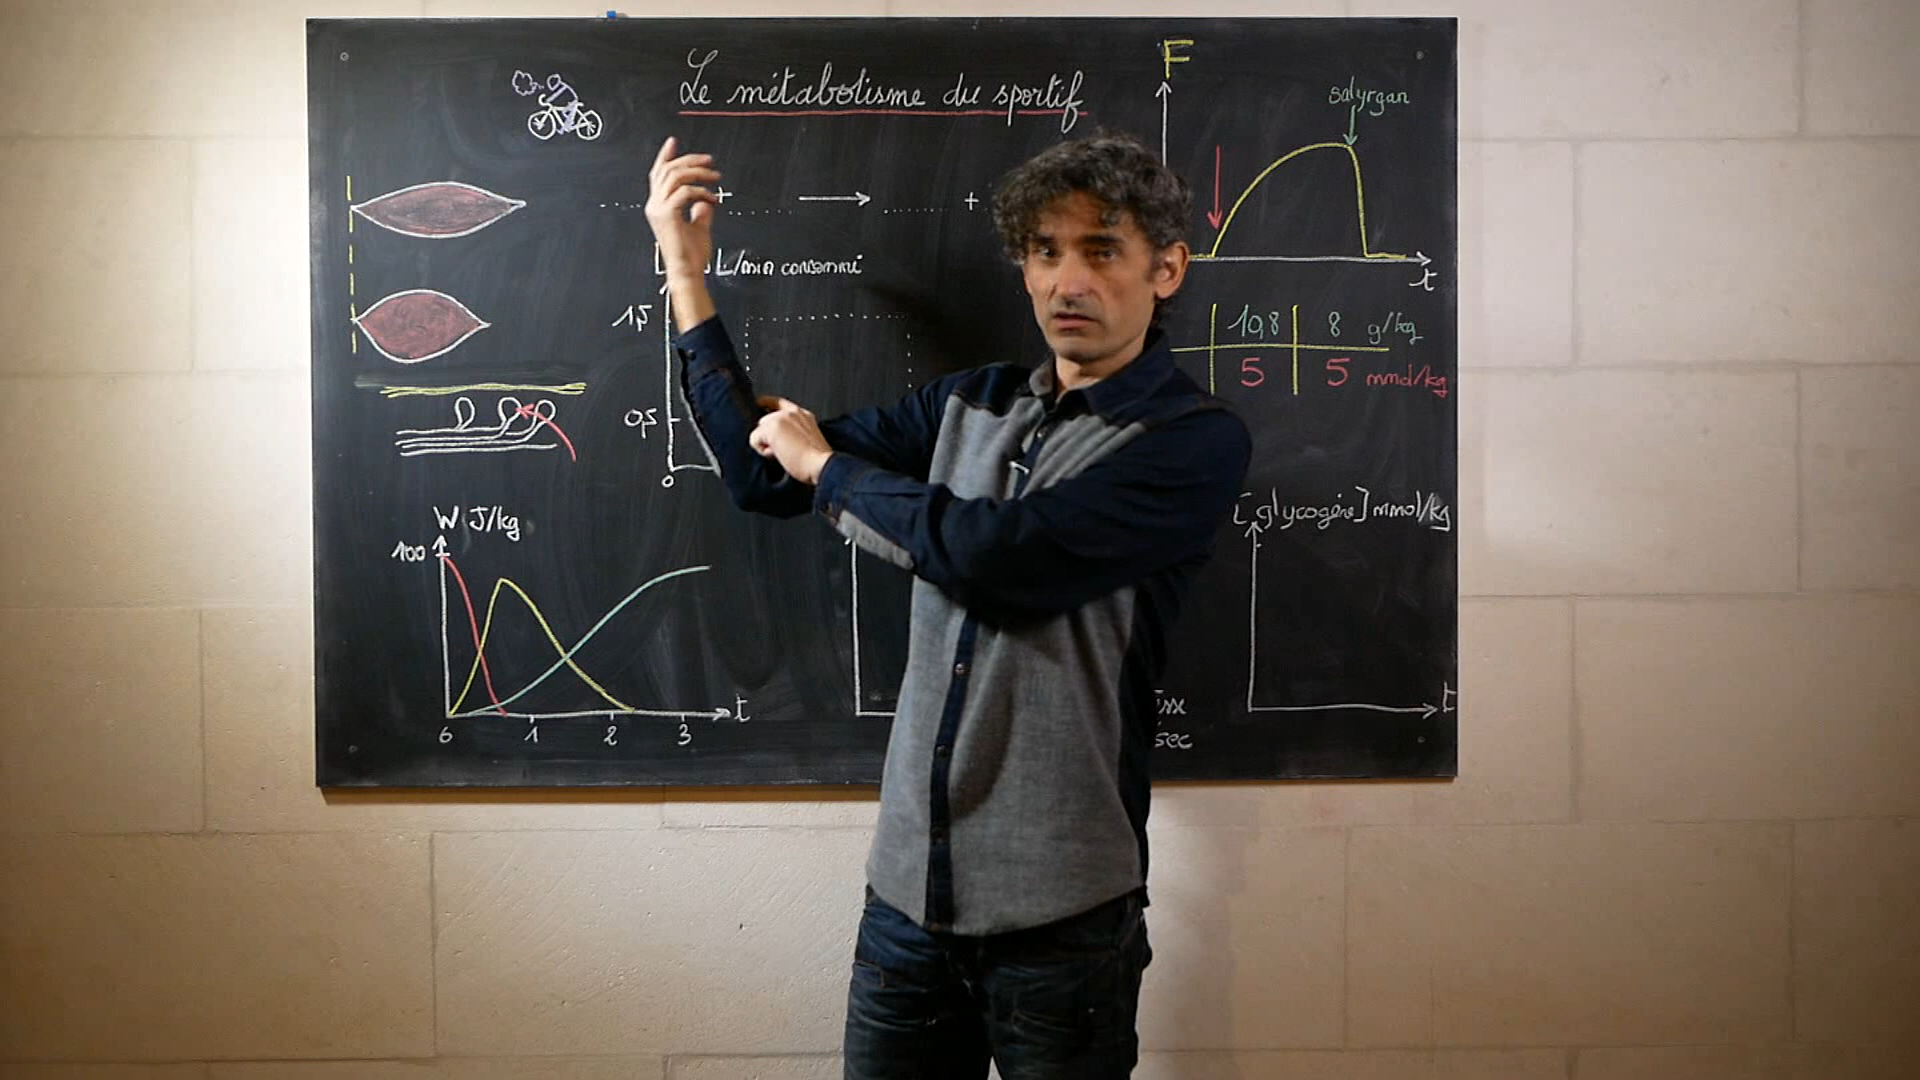 Le métabolisme du sportif
F
salyrgan
+
+
L/min consommé
t
1,5
10,8 8 g/kg
5 5 mmol/kg
0,5
0
[glycogène] mmol/kg
W J/kg
100
t
t
0 1 2 3
sec